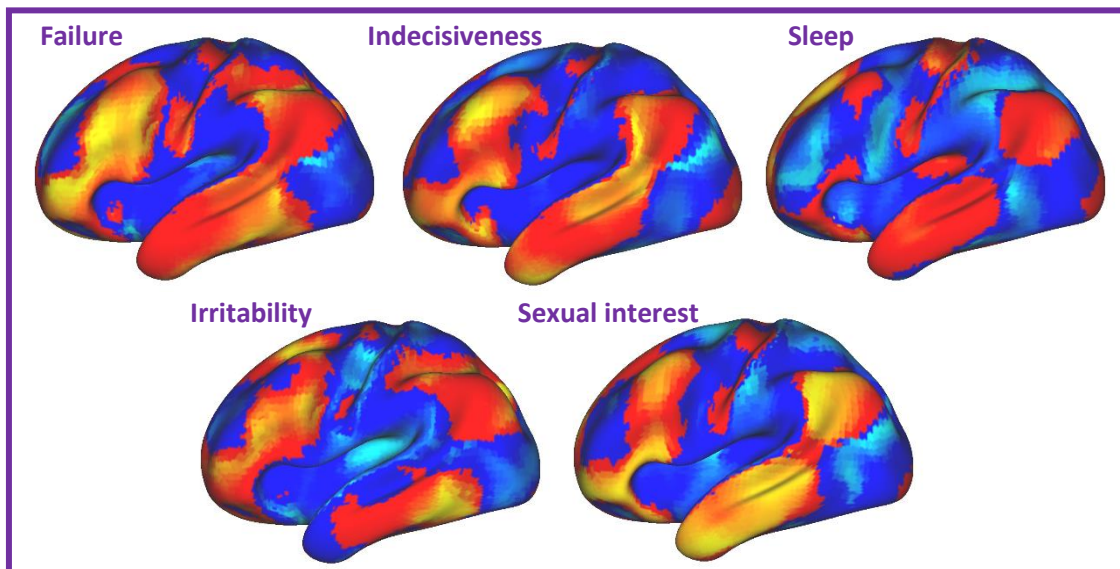 Failure
Indecisiveness
Sleep
Irritability
Sexual interest